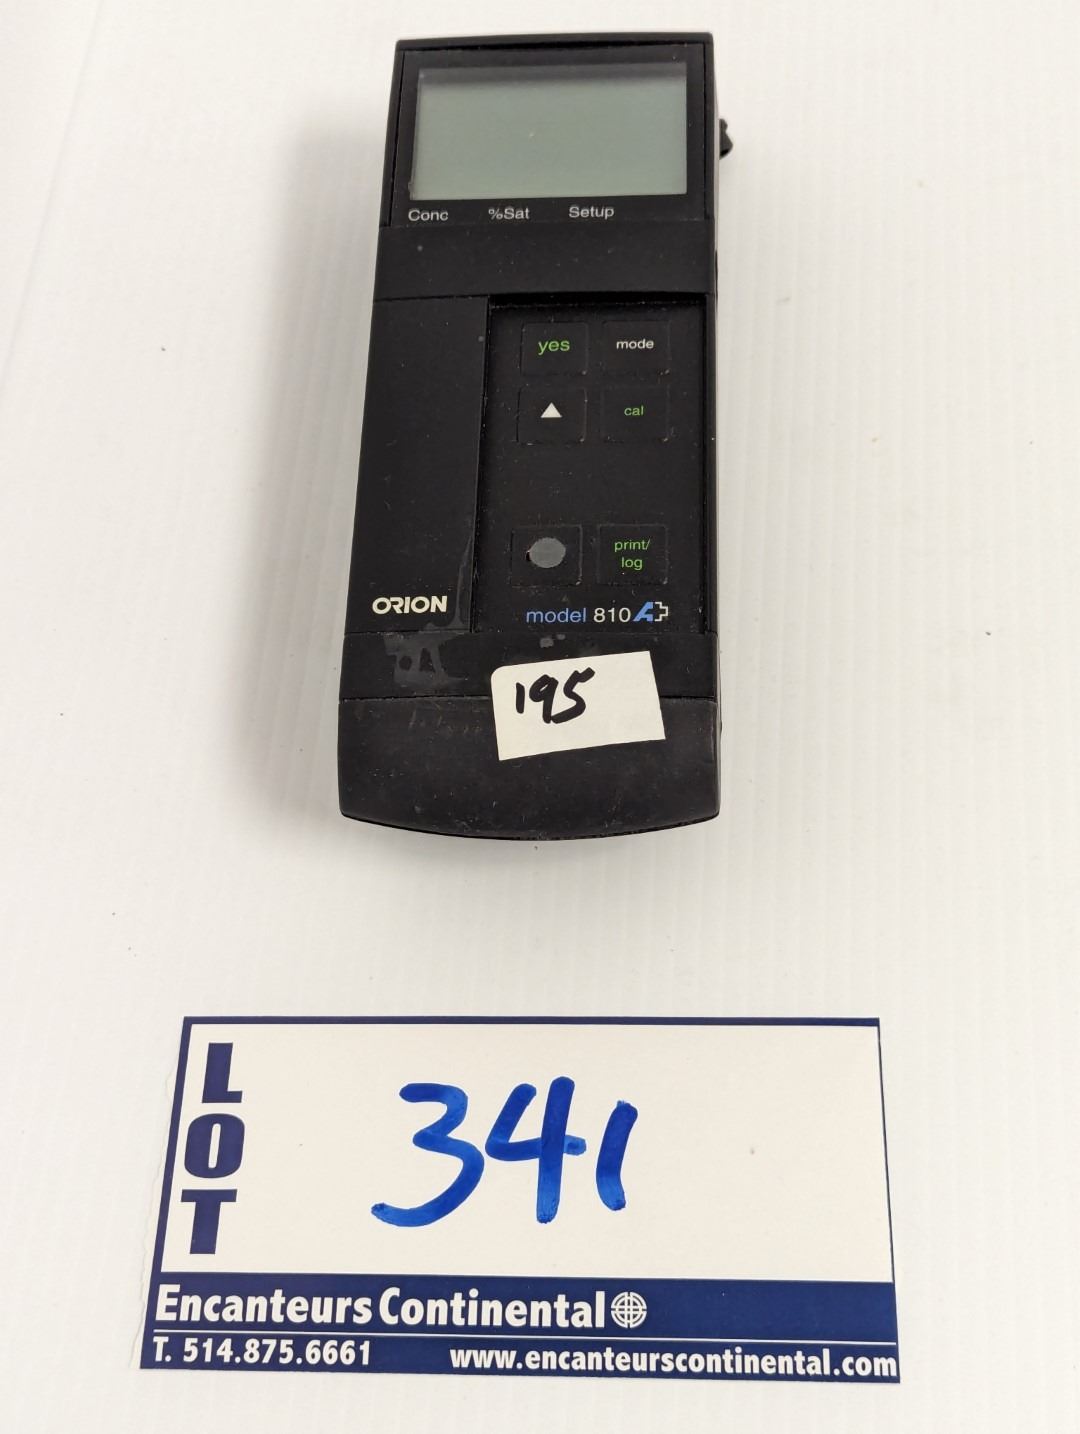 Conc %Sat Setup
yes mode
cal
print/
log
ORION
model 810 A+
195
LOT
341
Encanteurs Continental
T. 514.875.6661 www.encanteurscontinental.com